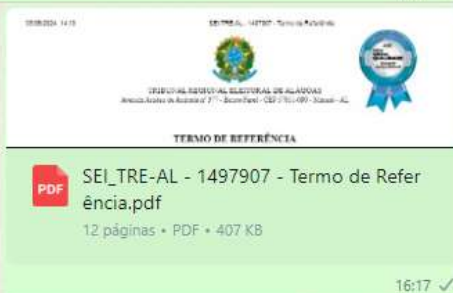 TRIBUNAL REGIONAL ELEITORAL DE ALAGOAS
TERMO DE REFERÊNCIA
PDF
SEI_TRE-AL - 1497907 - Termo de Refer
ência.pdf
12 páginas • PDF • 407 KB
16:17